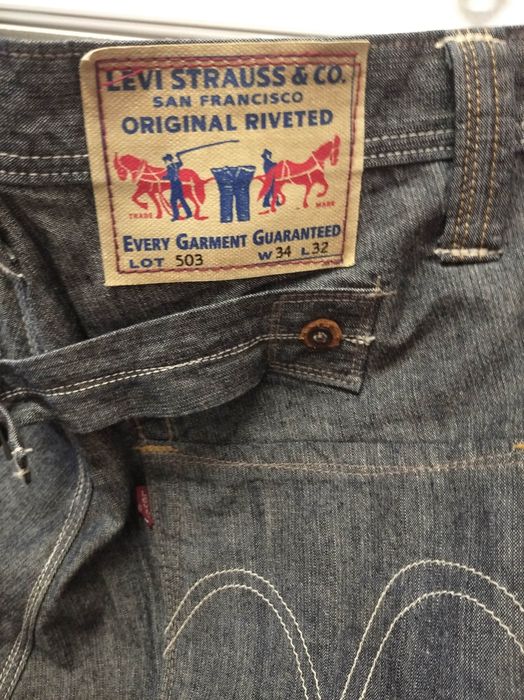 LEVI STRAUSS & CO.
SAN FRANCISCO
ORIGINAL RIVETED
TRADE MARK
EVERY GARMENT GUARANTEED
LOT 503 W 34 L 32